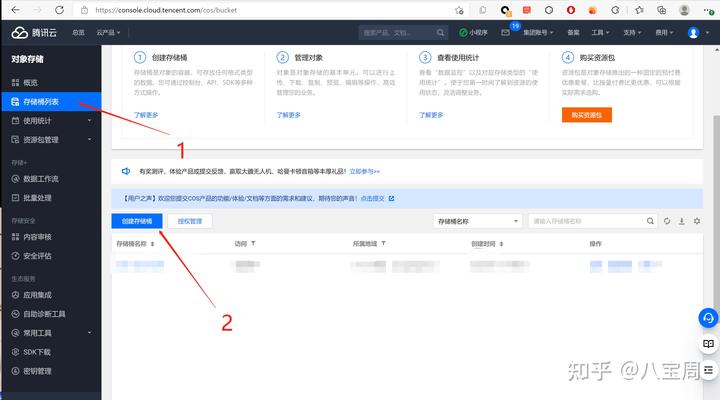 https://console.cloud.tencent.com/cos/bucket
腾讯云
总览
云产品
搜索产品、文档...
小程序
19
集团账号
备案
工具
支持
费用
对象存储
概览
存储桶列表
使用统计
资源包管理
存储+
数据工作流
批量处理
存储安全
内容审核
安全评估
生态服务
应用集成
自助诊断工具
常用工具
SDK下载
密钥管理
1 创建存储桶
存储桶是对象的容器，可存放任何格式类型
的数据。您可通过控制台、API、SDK等多种
方式操作。
了解更多
2 管理对象
对象是对象存储的基本单元。可以进行上
传、下载、复制、预览、编辑等操作，高效
管理您的业务。
了解更多
3 查看使用统计
查看“数据监控”以及对应存储类型的“使
用统计”。便于您第一时间了解到资源的使
用状态，灵活调整业务。
了解更多
4 购买资源包
资源包是对象存储推出的一种固定的预付费
优惠套餐，比按量付费更优惠，可以根据
实际需求选购。
购买资源包
1
有奖测评，体验产品或提交反馈，赢取大疆无人机、哈曼卡顿音箱等丰厚礼品！立即参与>>
【用户之声】欢迎您提交COS产品的功能/体验/文档等方面的需求和建议，期待您的声音！点击提交
创建存储桶
授权管理
存储桶名称
请输入存储桶名称
存储桶名称
访问
所属地域
创建时间
操作
2
知乎 @八宝周